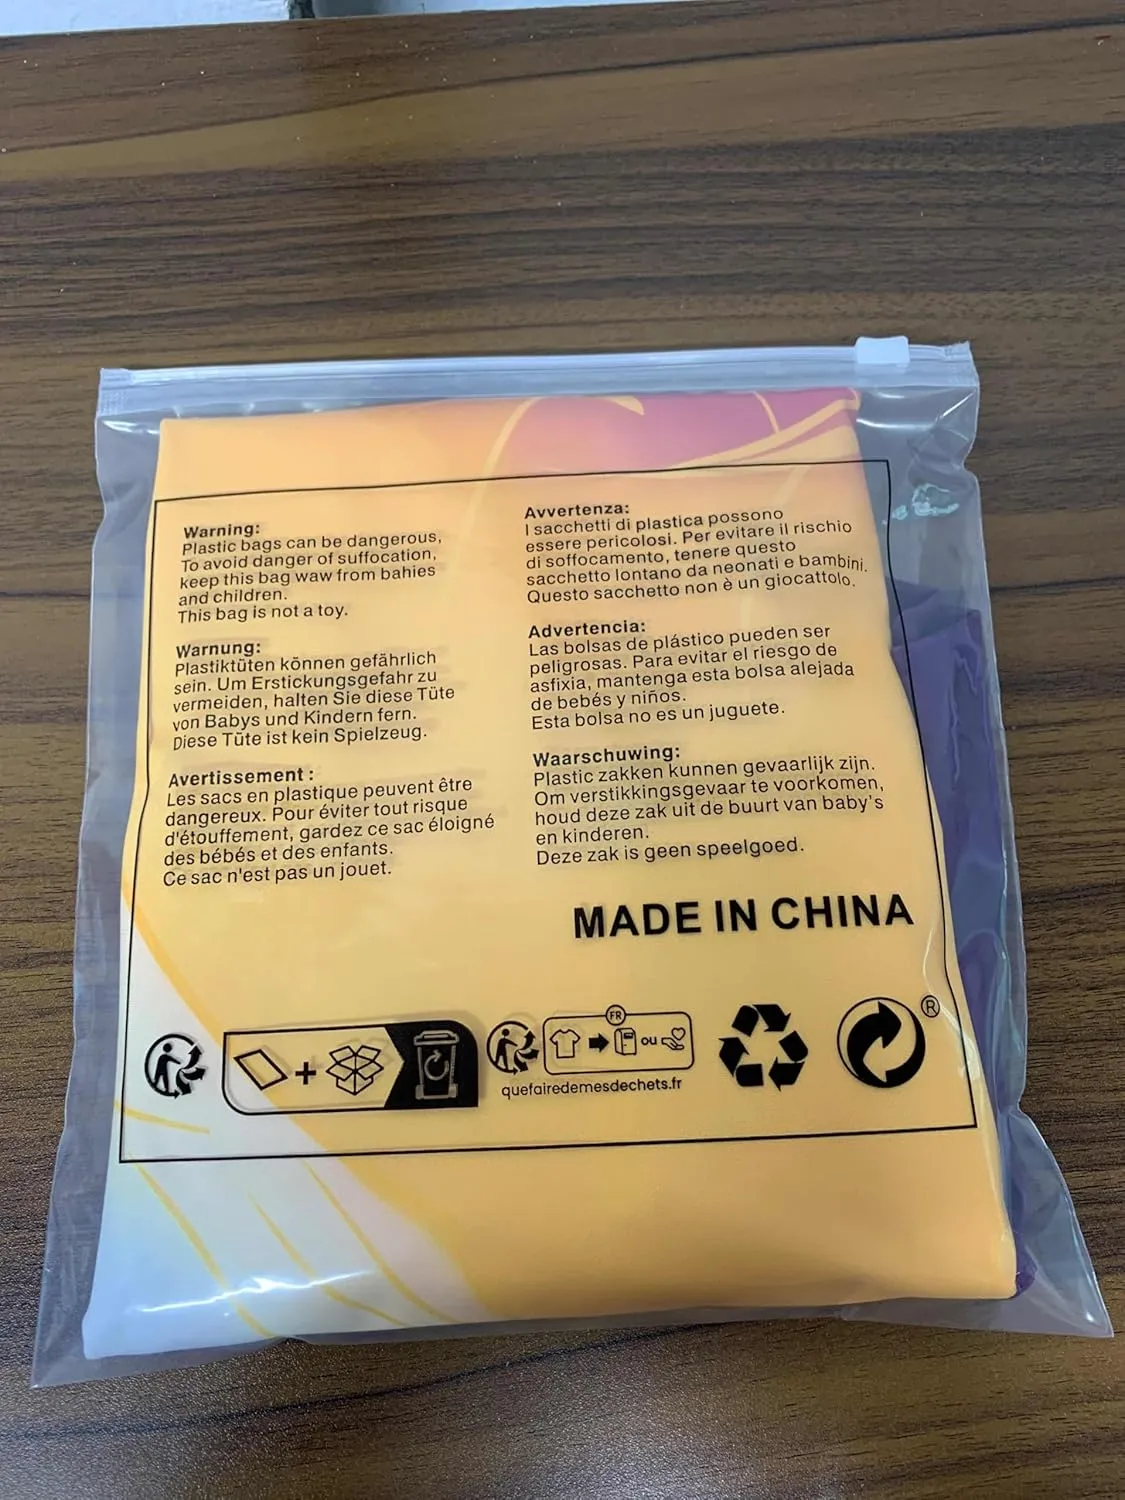 Warning:
Plastic bags can be dangerous,
To avoid danger of suffocation,
keep this bag waw from bahies
and children.
This bag is not a toy.
Warnung:
Plastiktüten können gefährlich
sein. Um Erstickungsgefahr zu
vermeiden, halten Sie diese Tüte
von Babys und Kindern fern.
Diese Tüte ist kein Spielzeug.
Avertissement :
Les sacs en plastique peuvent être
dangereux. Pour éviter tout risque
d'étouffement, gardez ce sac éloigné
des bébés et des enfants.
Ce sac n'est pas un jouet.
Avvertenza:
I sacchetti di plastica possono
essere pericolosi. Per evitare il rischio
di soffocamento, tenere questo
sacchetto lontano da neonati e bambini.
Questo sacchetto non è un giocattolo.
Advertencia:
Las bolsas de plástico pueden ser
peligrosas. Para evitar el riesgo de
asfixia, mantenga esta bolsa alejada
de bebés y niños.
Esta bolsa no es un juguete.
Waarschuwing:
Plastic zakken kunnen gevaarlijk zijn.
Om verstikkingsgevaar te voorkomen,
houd deze zak uit de buurt van baby's
en kinderen.
Deze zak is geen speelgoed.
MADE IN CHINA
FR
ou
quefairedemesdechets.fr
®